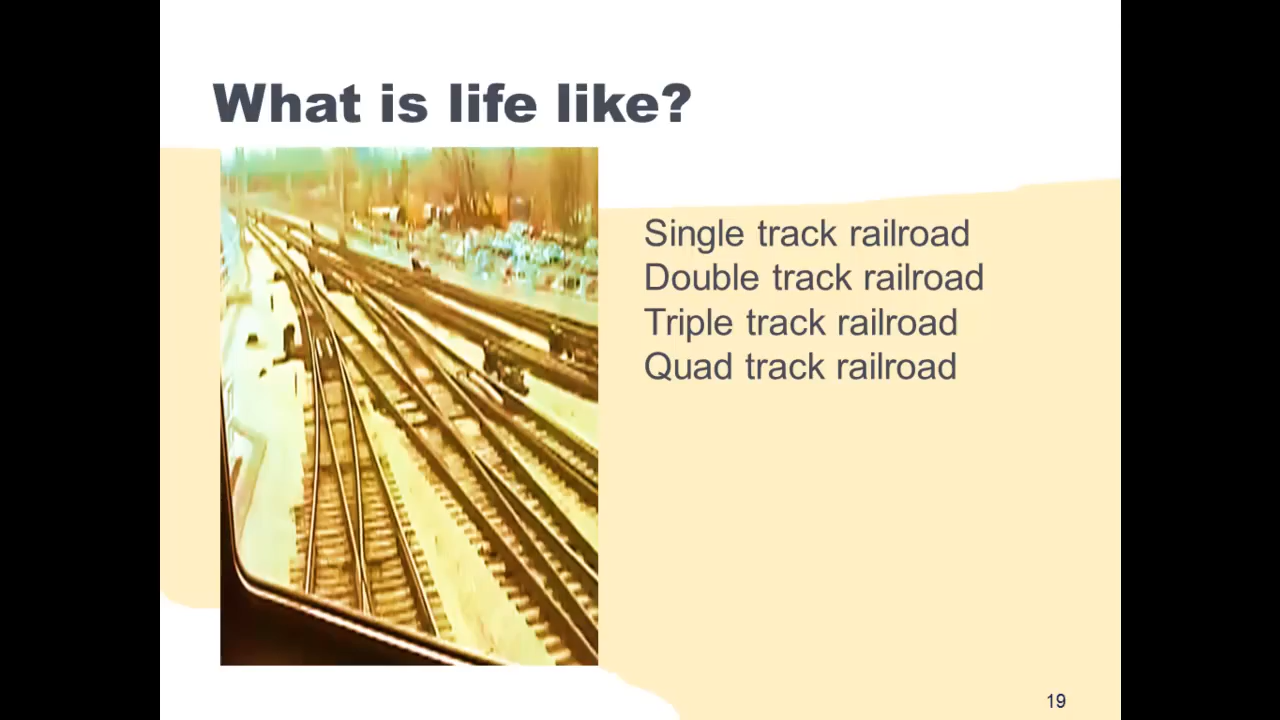 What is life like?
Single track railroad
Double track railroad
Triple track railroad
Quad track railroad
19